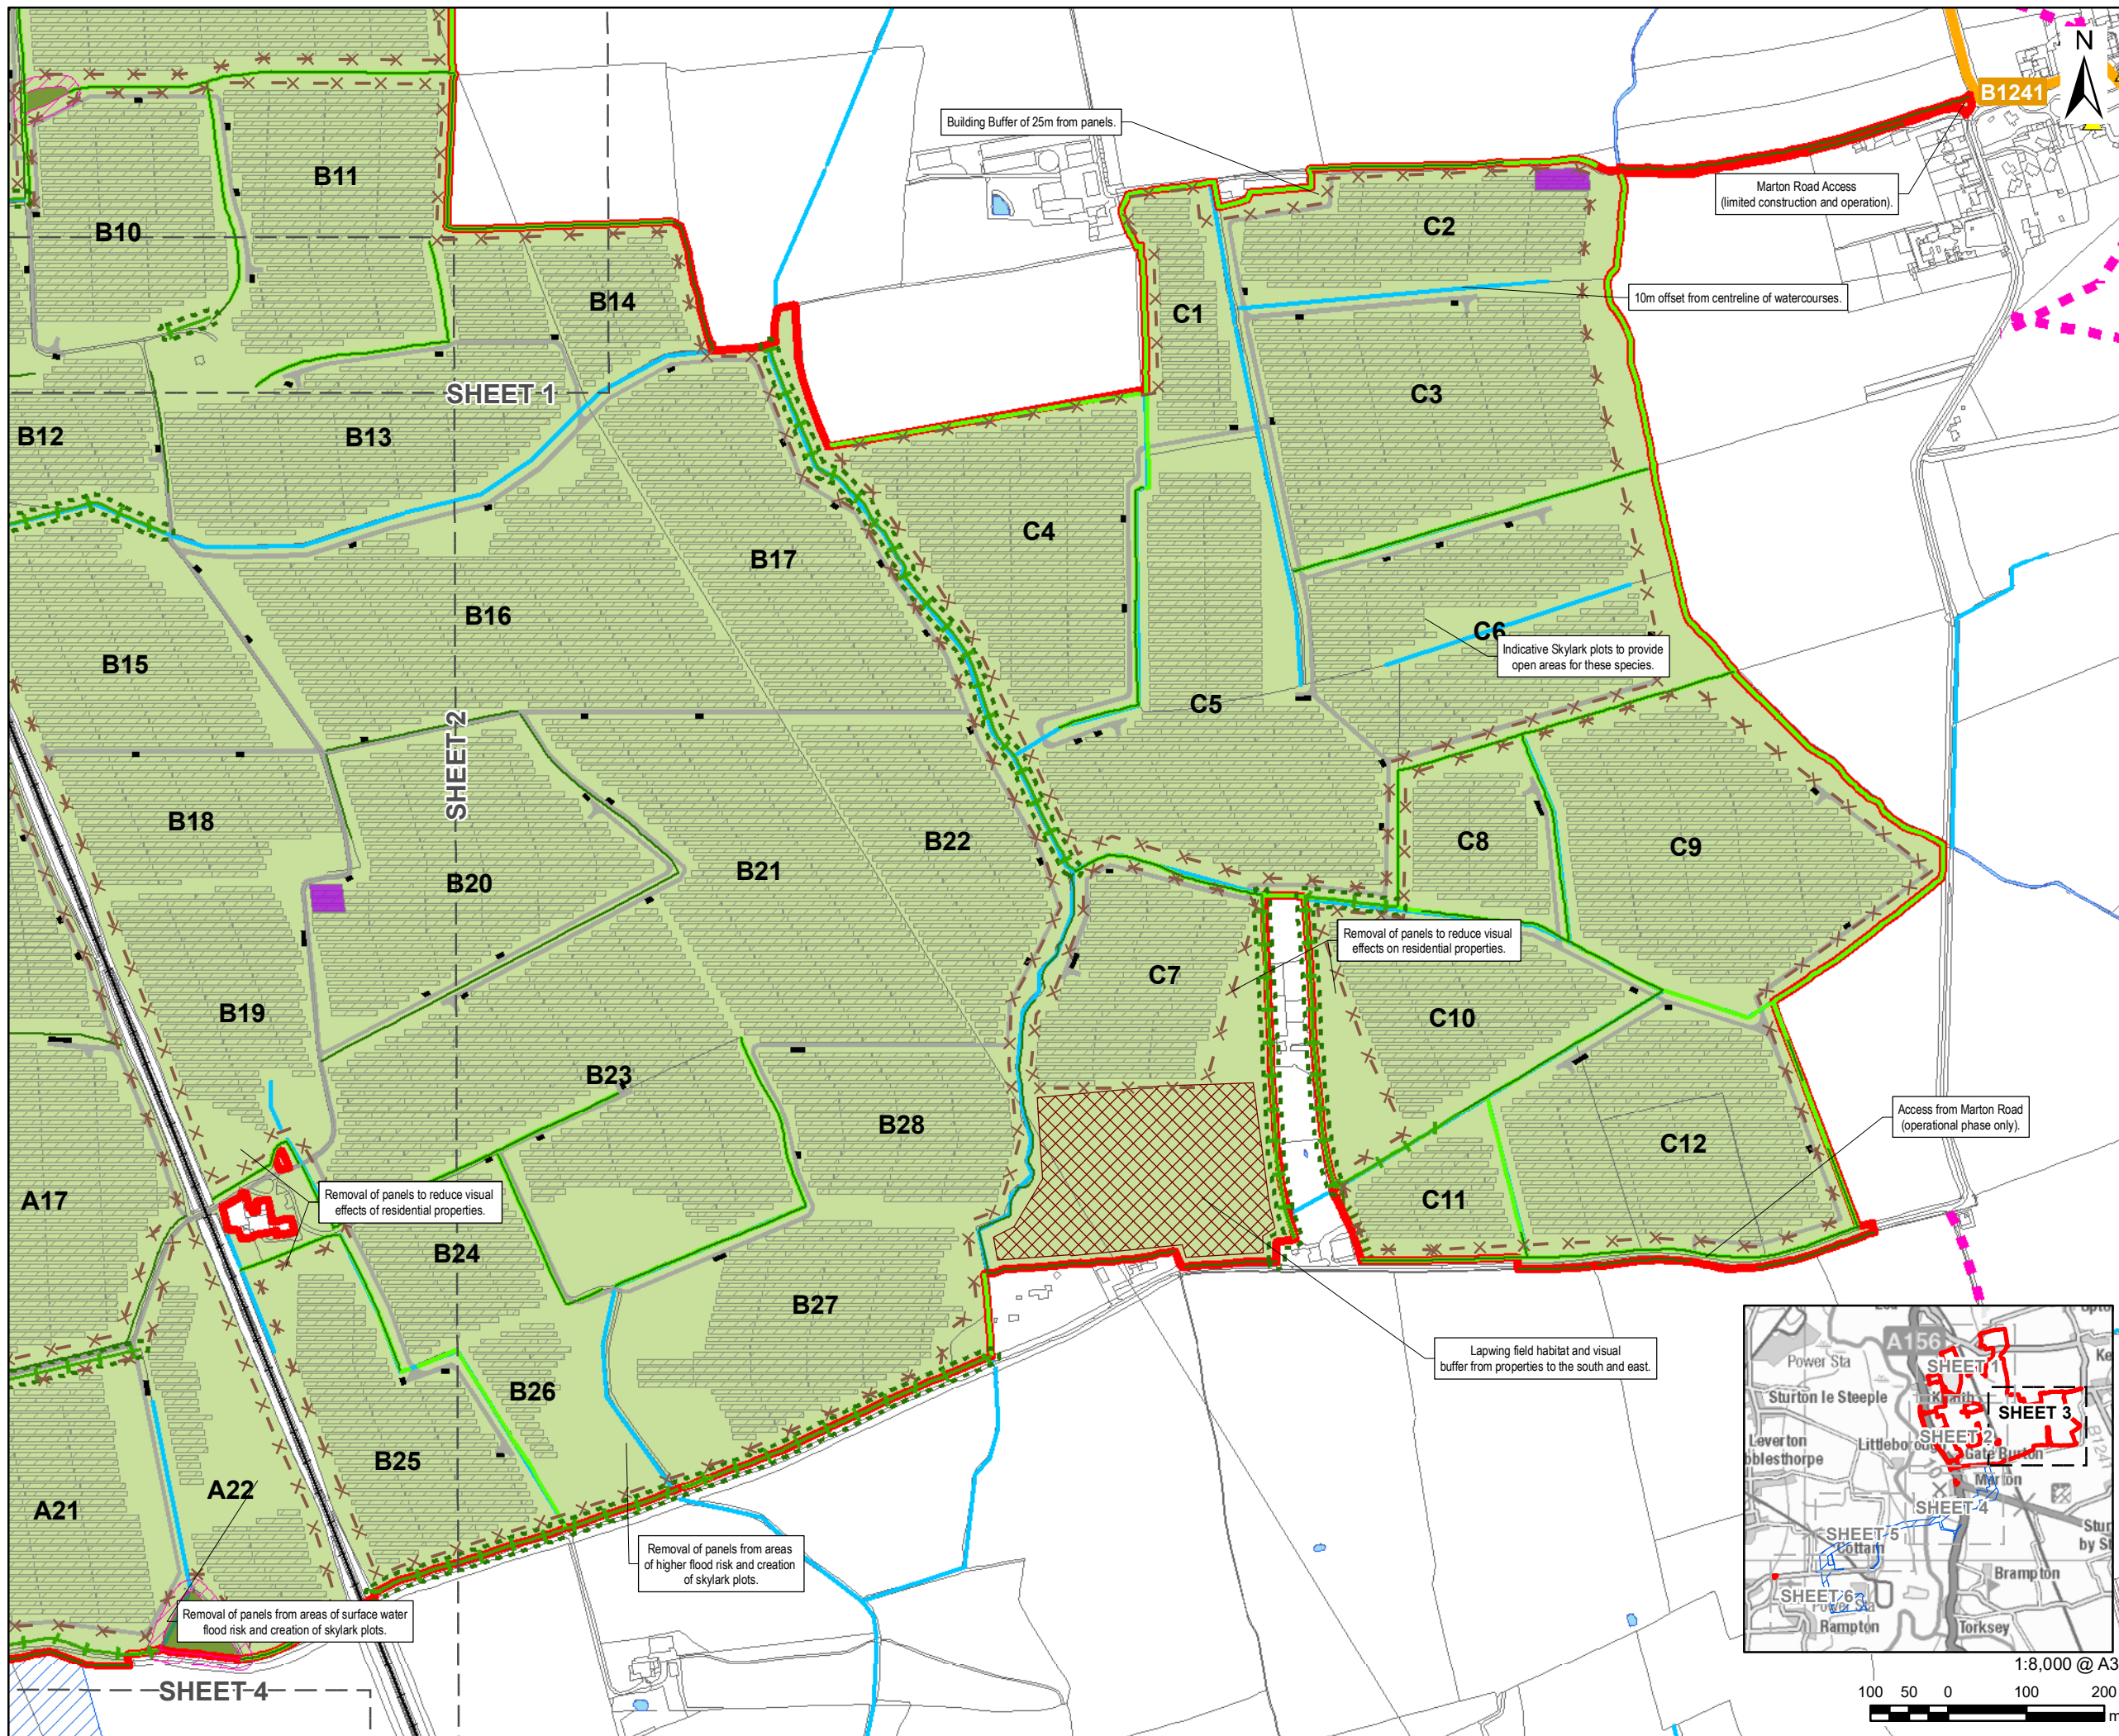 N
B1241
Building Buffer of 25m from panels.
Marton Road Access
(limited construction and operation).
B11
B10
C2
B14
10m offset from centreline of watercourses.
C1
SHEET 1
C3
B12
B13
C4
B17
B16
C6
Indicative Skylark plots to provide
open areas for these species.
B15
C5
SHEET 2
B18
B22
C8
C9
B21
B20
Removal of panels to reduce visual
effects on residential properties.
C7
B19
C10
B23
B28
C12
Access from Marton Road
(operational phase only).
A17
Removal of panels to reduce visual
effects of residential properties.
C11
B24
B27
Lapwing field habitat and visual
buffer from properties to the south and east.
B26
B25
A22
A21
Removal of panels from areas
of higher flood risk and creation
of skylark plots.
Removal of panels from areas of surface water
flood risk and creation of skylark plots.
SHEET 4
A156
Power Sta
SHEET 1
Sturton le Steeple
SHEET 3
SHEET 2
Leverton
Gate Burton
B1241
Marton
SHEET 4
SHEET 5
Cottam
Stur
by St
Brampton
SHEET 6
Power Sta
Rampton
Torksey
1:8,000 @ A3
100 50 0 100 200
m